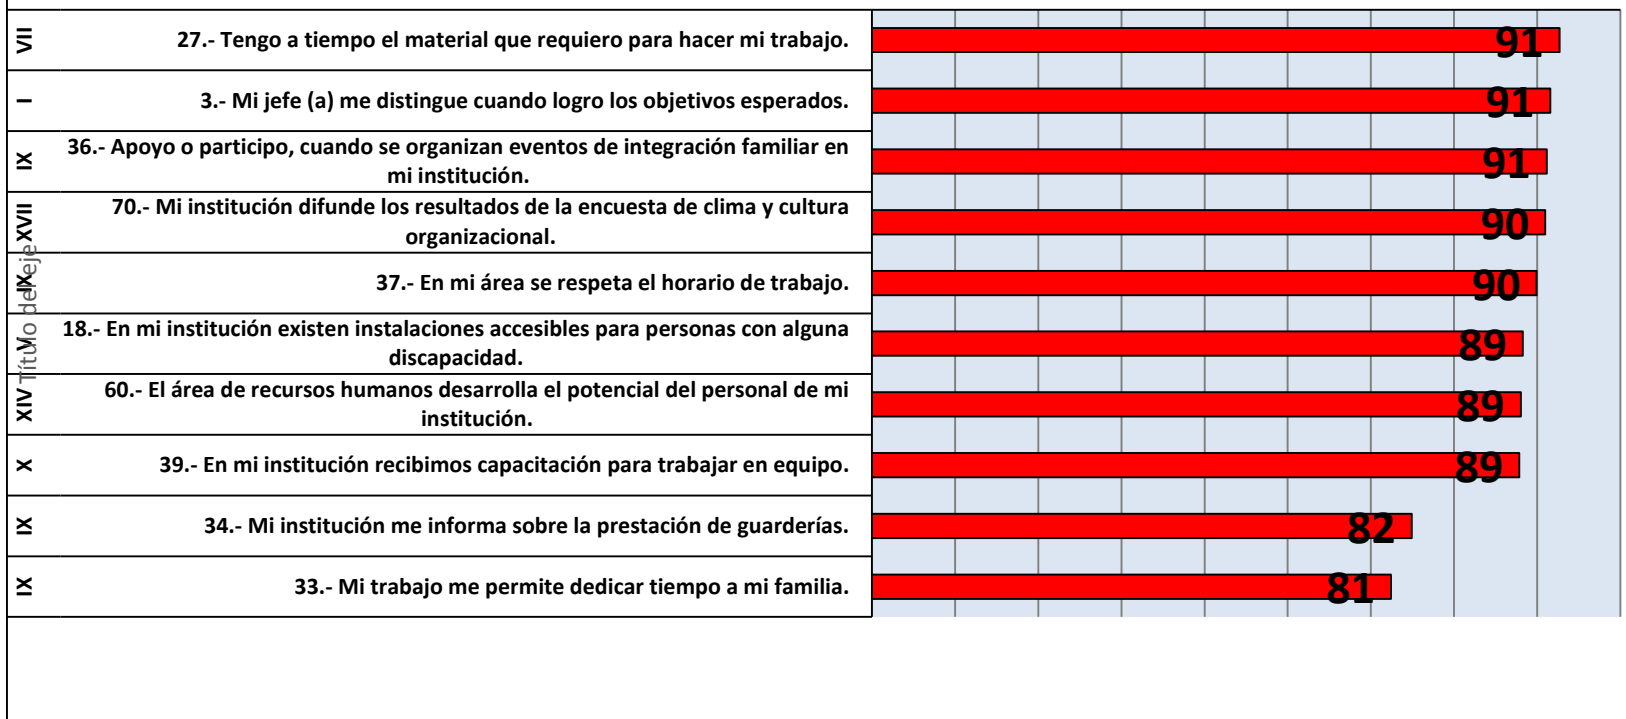 VII
27.- Tengo a tiempo el material que requiero para hacer mi trabajo.
91
I
3.- Mi jefe (a) me distingue cuando logro los objetivos esperados.
91
IX
36.- Apoyo o participo, cuando se organizan eventos de integración familiar en
mi institución.
91
XVII
70.- Mi institución difunde los resultados de la encuesta de clima y cultura
organizacional.
90
IX
37.- En mi área se respeta el horario de trabajo.
90
V
18.- En mi institución existen instalaciones accesibles para personas con alguna
discapacidad.
89
XIV
60.- El área de recursos humanos desarrolla el potencial del personal de mi
institución.
89
X
39.- En mi institución recibimos capacitación para trabajar en equipo.
89
IX
34.- Mi institución me informa sobre la prestación de guarderías.
82
IX
33.- Mi trabajo me permite dedicar tiempo a mi familia.
81
Título del eje